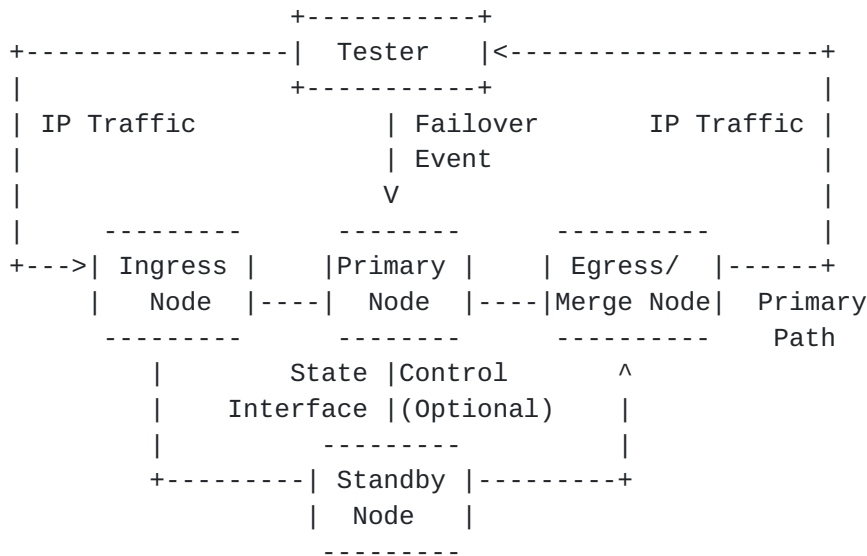 Tester
IP Traffic | Failover IP Traffic
| Event
V
Ingress Primary Egress/
Node Node Merge Node Primary
Path
State Control
Interface (Optional)
Standby
Node